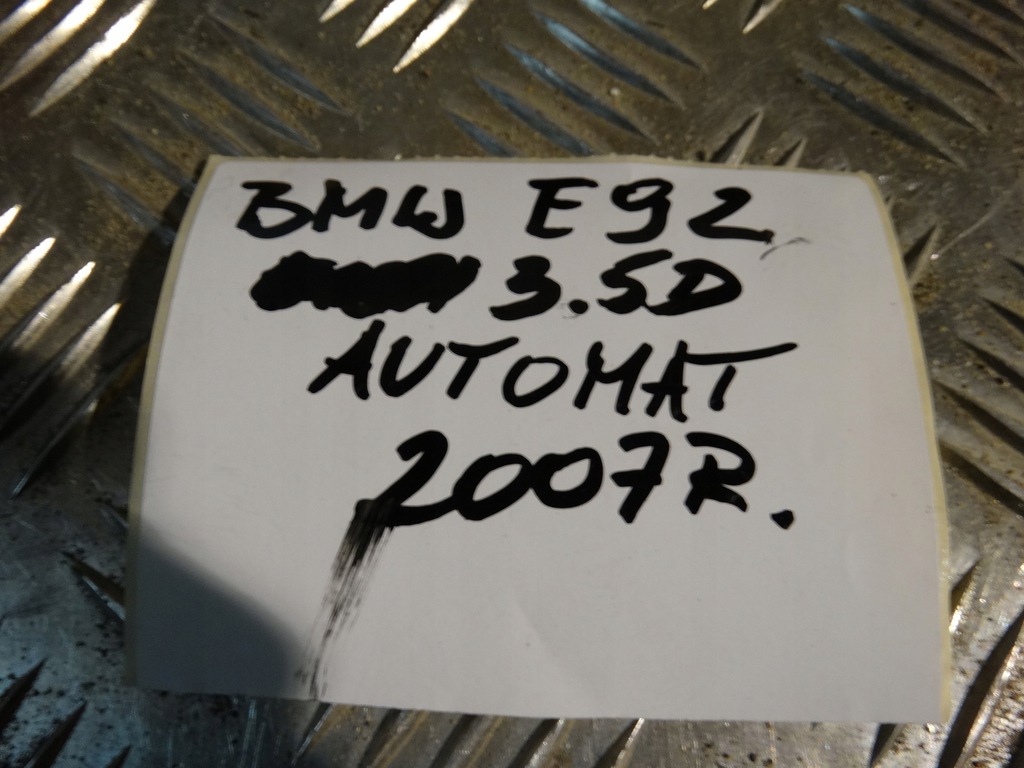 BMW E92
3.5D
AUTOMAT
2007R.